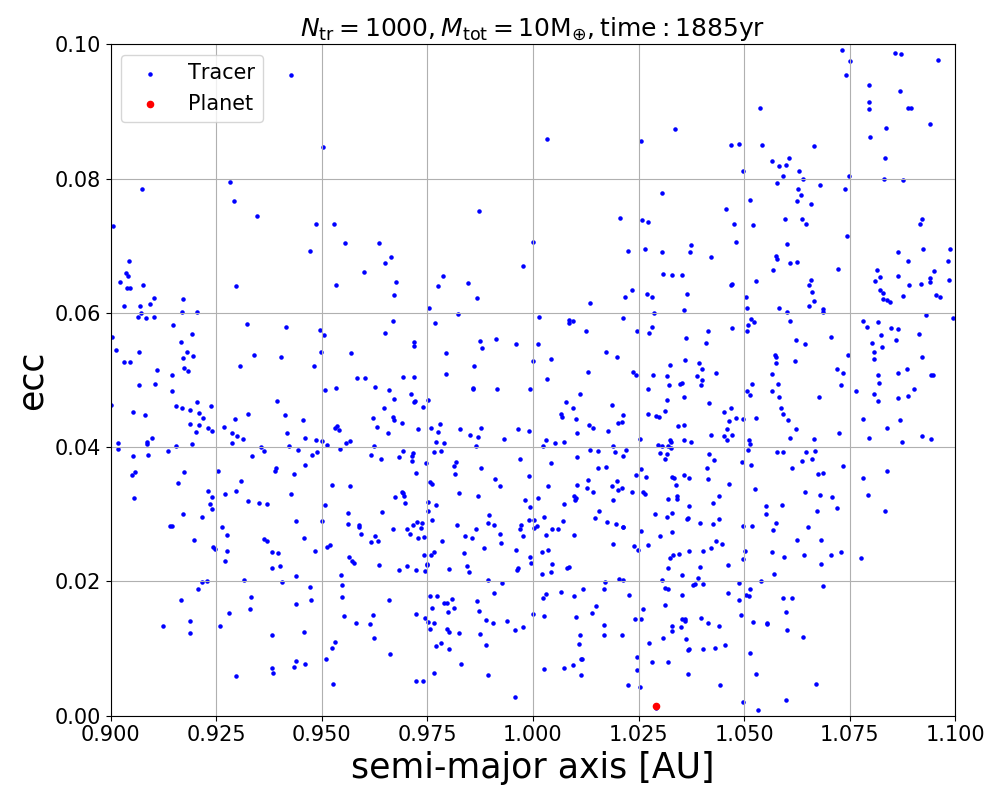 N_tr = 1000, M_tot = 10M_⊕, time : 1885yr
Tracer
Planet
ecc
0.10
0.08
0.06
0.04
0.02
0.00
0.900 0.925 0.950 0.975 1.000 1.025 1.050 1.075 1.100
semi-major axis [AU]